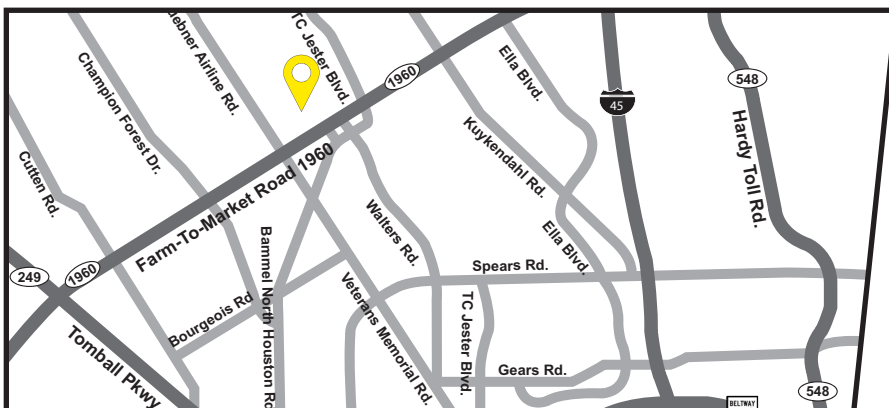 uebner Airline Rd.
TC Jester Blvd.
1960
Ella Blvd.
548
Champion Forest Dr.
45
Kuykendahl Rd.
Hardy Toll Rd.
Cutten Rd.
Farm-To-Market Road 1960
Walters Rd.
Ella Blvd.
249
1960
Bammel North Houston Rd
Spears Rd.
Bourgeois Rd
Veterans Memorial Rd.
TC Jester Blvd.
Tomball Pkwy
Gears Rd.
548
BELTWAY